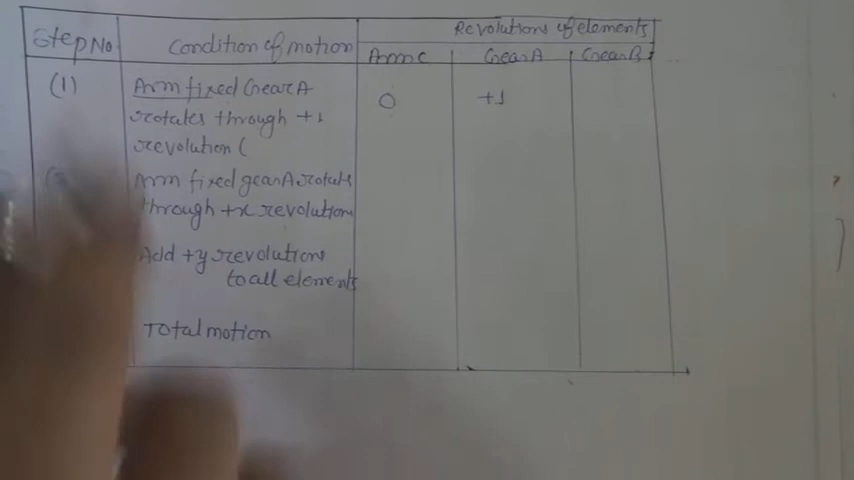 Revolutions of elements
Step No Condition of motion Arm C Gear A Gear B
(1) Arm fixed Gear A 0 +1
rotates through +1
revolution (
Arm fixed gear A rotate
through +x revolution
Add +y revolutions
to all elements
Total motion